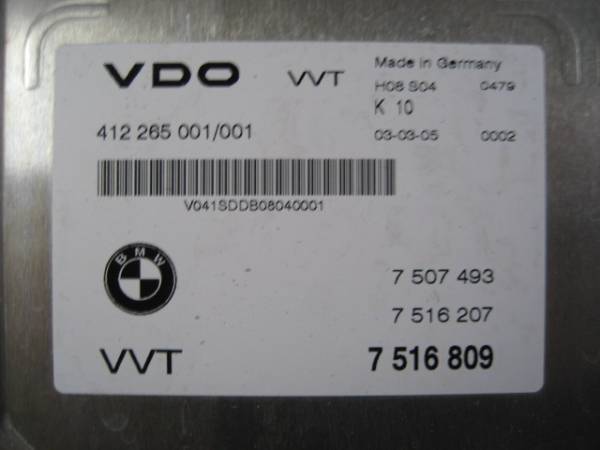 VDO VVT Made in Germany
H08 S04 0479
K 10
412 265 001/001 03-03-05 0002
V041SDDB08040001
BMW
7 507 493
7 516 207
VVT 7 516 809